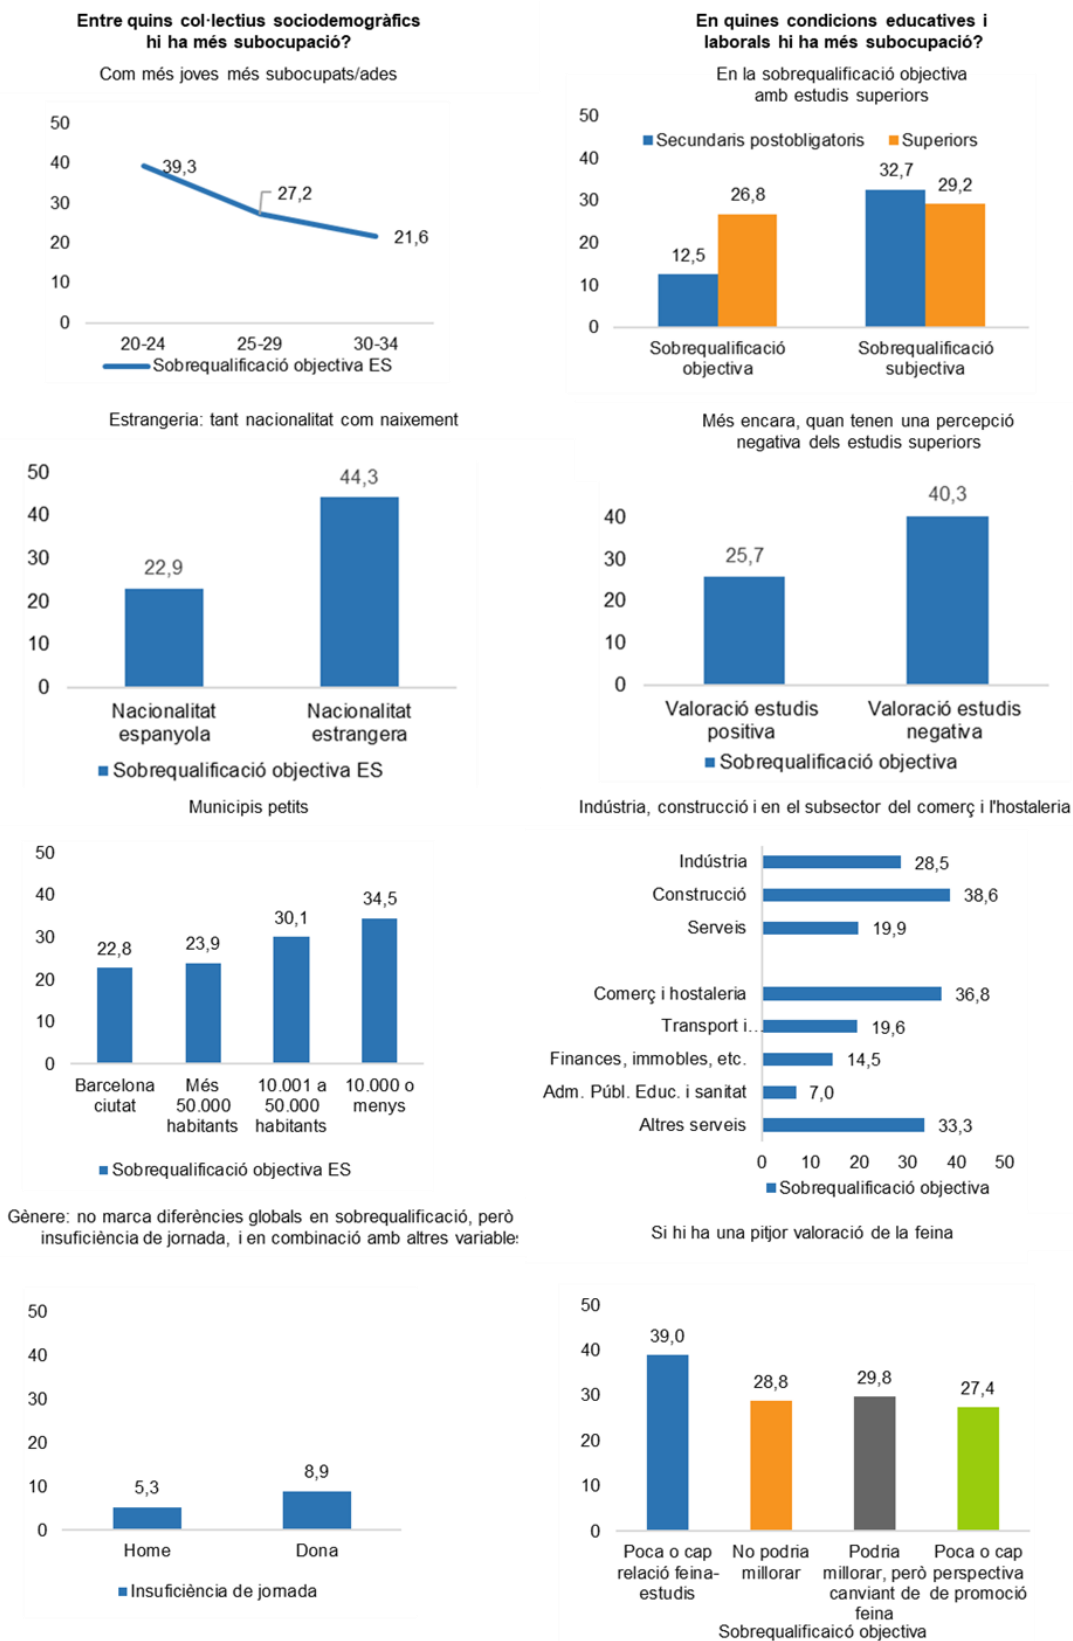 Entre quins col·lectius sociodemogràfics
hi ha més subocupació?
Com més joves més subocupats/ades
50
40
30
20
10
0
39,3
27,2
21,6
20-24
25-29
30-34
Sobrequalificació objectiva ES
Estrangeria: tant nacionalitat com naixement
50
40
30
20
10
0
22,9
44,3
Nacionalitat
espanyola
Nacionalitat
estrangera
Sobrequalificació objectiva ES
Municipis petits
50
40
30
20
10
0
22,8
23,9
30,1
34,5
Barcelona
ciutat
Més
50.000
habitants
10.001 a
50.000
habitants
10.000 o
menys
Sobrequalificació objectiva ES
Gènere: no marca diferències globals en sobrequalificació, però
insuficiència de jornada, i en combinació amb altres variables
50
40
30
20
10
0
5,3
8,9
Home
Dona
Insuficiència de jornada
En quines condicions educatives i
laborals hi ha més subocupació?
En la sobrequalificació objectiva
amb estudis superiors
50
40
30
20
10
0
Secundaris postobligatoris
Superiors
12,5
26,8
32,7
29,2
Sobrequalificació
objectiva
Sobrequalificació
subjectiva
Més encara, quan tenen una percepció
negativa dels estudis superiors
40
30
20
10
0
25,7
40,3
Valoració estudis
positiva
Valoració estudis
negativa
Sobrequalificació objectiva
Indústria, construcció i en el subsector del comerç i l'hostaleria
Indústria 28,5
Construcció 38,6
Serveis 19,9
Comerç i hostaleria 36,8
Transport i... 19,6
Finances, immobles, etc. 14,5
Adm. Públ. Educ. i sanitat 7,0
Altres serveis 33,3
0 10 20 30 40 50
Sobrequalificació objectiva
Si hi ha una pitjor valoració de la feina
50
40
30
20
10
0
39,0
28,8
29,8
27,4
Poca o cap
relació feina-
estudis
No podria
millorar
Podria
millorar, però
canviant de
feina
Poca o cap
perspectiva
de promoció
Sobrequalificaicó objectiva